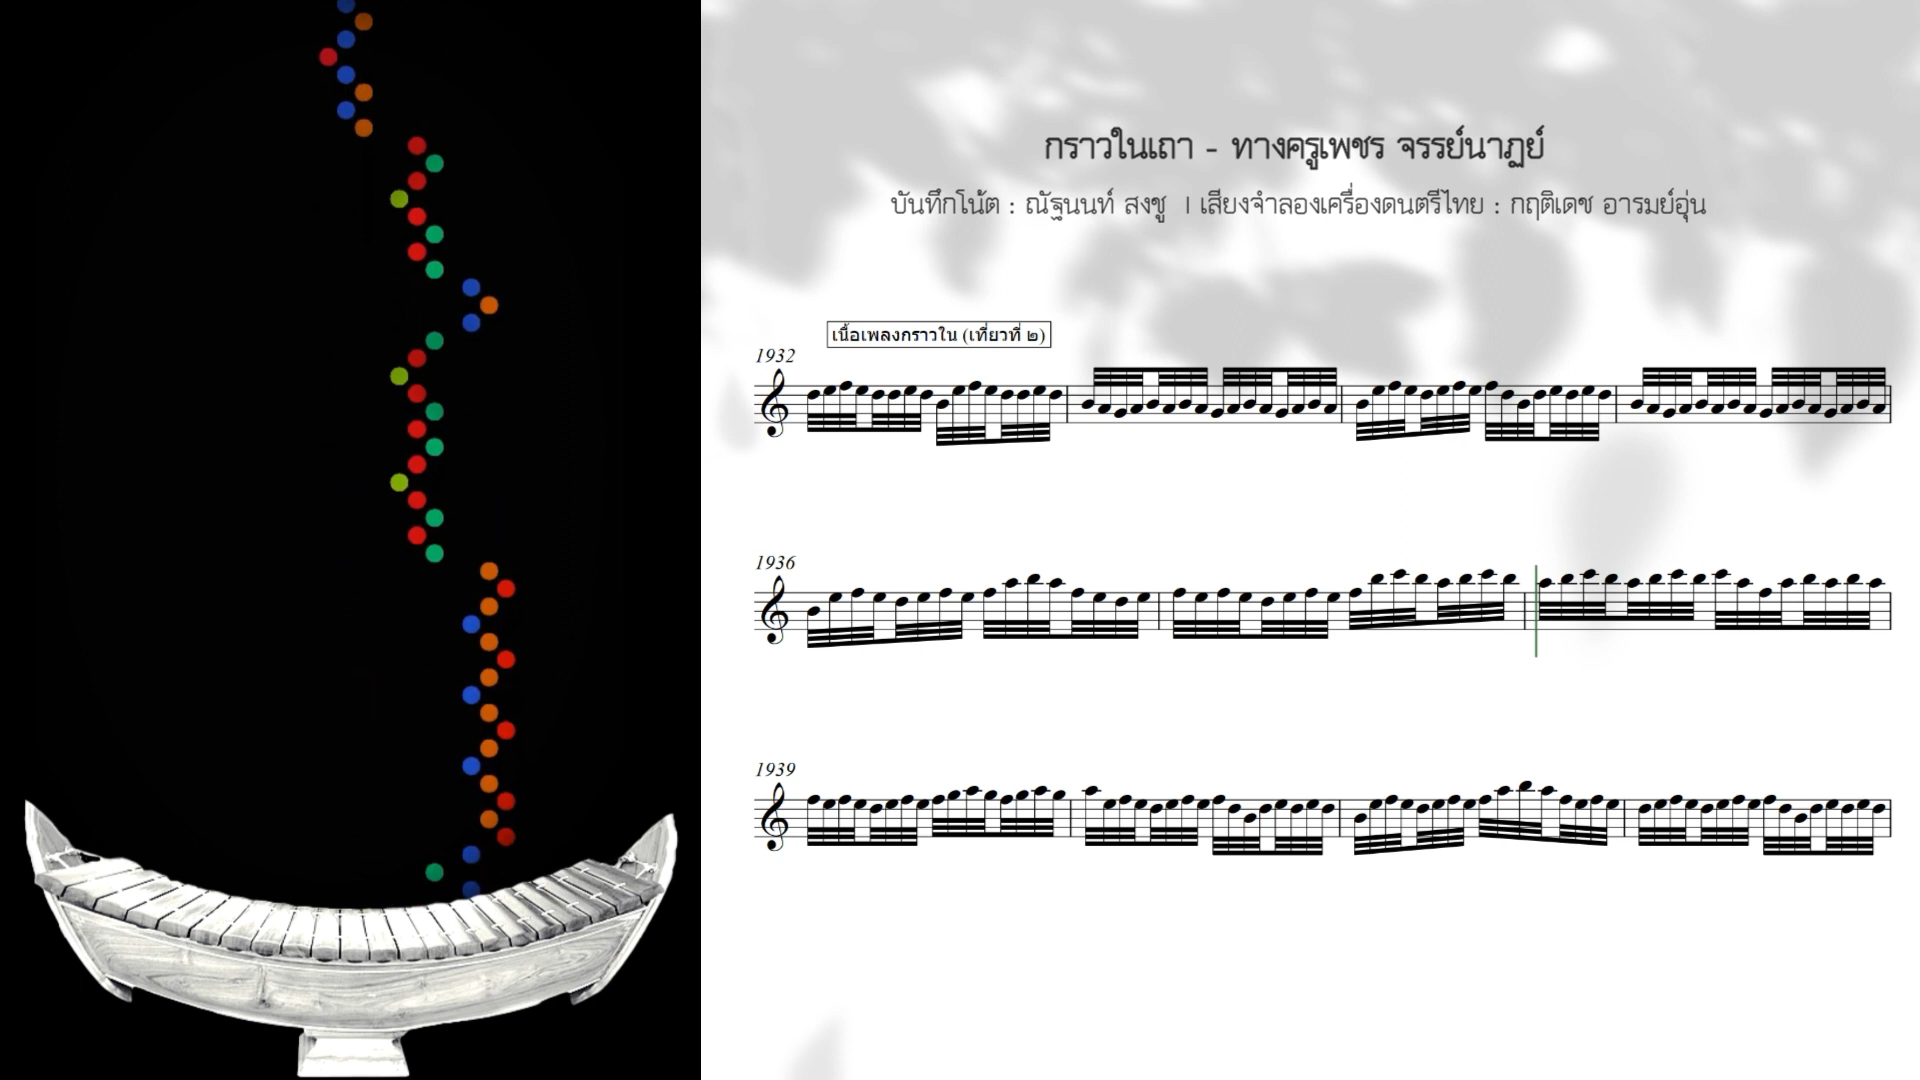 กราวในเถา - ทางครูเพชร จรรย์นาฏย์
บันทึกโน้ต : ณัฐนนท์ สงชู | เสียงจำลองเครื่องดนตรีไทย : กฤติเดช อารมย์อุ่น
เนื้อเพลงกราวใน (เที่ยวที่ ๒)
1932
1936
1939